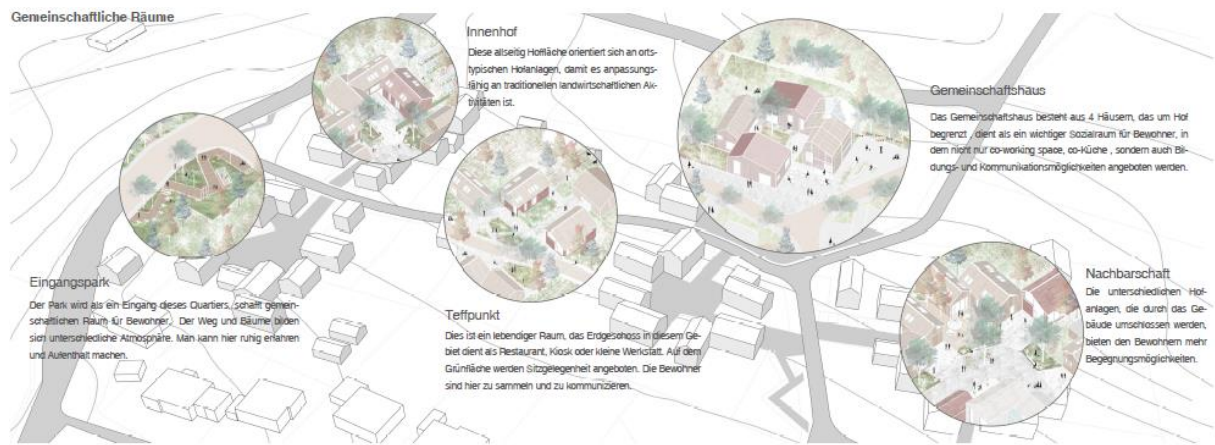 Gemeinschaftliche Räume
Innenhof
Diese allseitig Hoffläche orientiert sich an orts-
typischen Hofanlagen, damit es anpassungs-
fähig an traditionellen landwirtschaftlichen Ak-
tivitäten ist.
Gemeinschaftshaus
Das Gemeinschaftshaus besteht aus 4 Häusern, das um Hof
begrenzt , dient als ein wichtiger Sozialraum für Bewohner, in
dem nicht nur co-working space, co-Küche , sondern auch Bil-
dungs- und Kommunikationsmöglichkeiten angeboten werden.
Eingangspark
Der Park wird als ein Eingang dieses Quartiers, schafft gemein-
schaftlichen Raum für Bewohner. Der Weg und Bäume bilden
sich unterschiedliche Atmosphäre. Man kann hier ruhig erfahren
und Aufenthalt machen.
Teffpunkt
Dies ist ein lebendiger Raum, das Erdgeschoss in diesem Ge-
biet dient als Restaurant, Kiosk oder kleine Werkstatt. Auf dem
Grünfläche werden Sitzgelegenheit angeboten. Die Bewohner
sind hier zu sammeln und zu kommunizieren.
Nachbarschaft
Die unterschiedlichen Hof-
anlagen, die durch das Ge-
bäude umschlossen werden,
bieten den Bewohnern mehr
Begegnungsmöglichkeiten.